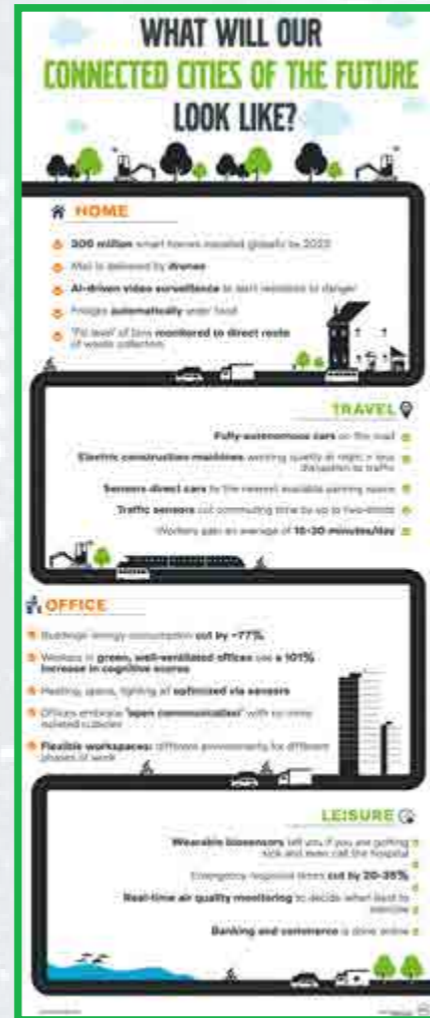 WHAT WILL OUR
CONNECTED CITIES OF THE FUTURE
LOOK LIKE?
HOME
million smart homes installed globally by
Mail is delivered by drones
AI-driven video surveillance to alert residents to danger
Fridges automatically order food
'Fill level' of bins monitored to direct route
of waste collectors
TRAVEL
Fully-autonomous cars on the road
Electric construction machines working quietly at night = less
disruption to traffic
Sensors direct cars to the nearest available parking space
Traffic sensors cut commuting time by up to two-thirds
Workers gain an average of minutes/day
OFFICE
Buildings' energy consumption cut by ~77%
Workers in green, well-ventilated offices see a 101%
increase in cognitive scores
Heating, space, lighting all optimized via sensors
Offices embrace 'open communication' with no more
isolated cubicles
Flexible workspaces: different environments for different
phases of work
LEISURE
Wearable biosensors tell you if you are getting
sick and even call the hospital
Emergency response times cut by 20-35%
Real-time air quality monitoring to decide when best to
exercise
Banking and commerce is done online